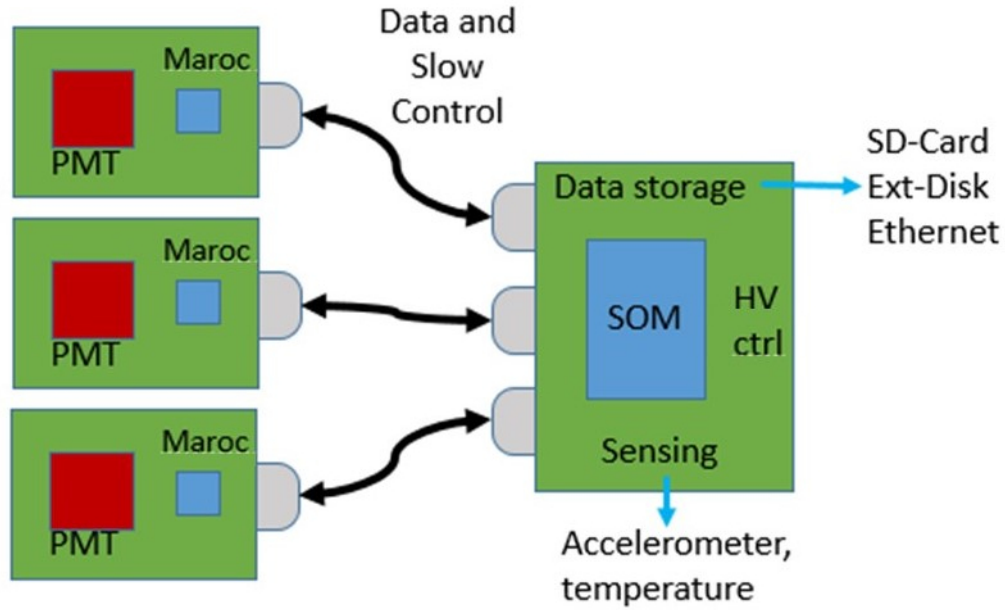 Maroc
PMT
Maroc
PMT
Maroc
PMT
Data and
Slow
Control
Data storage
SOM
HV
ctrl
Sensing
SD-Card
Ext-Disk
Ethernet
Accelerometer,
temperature